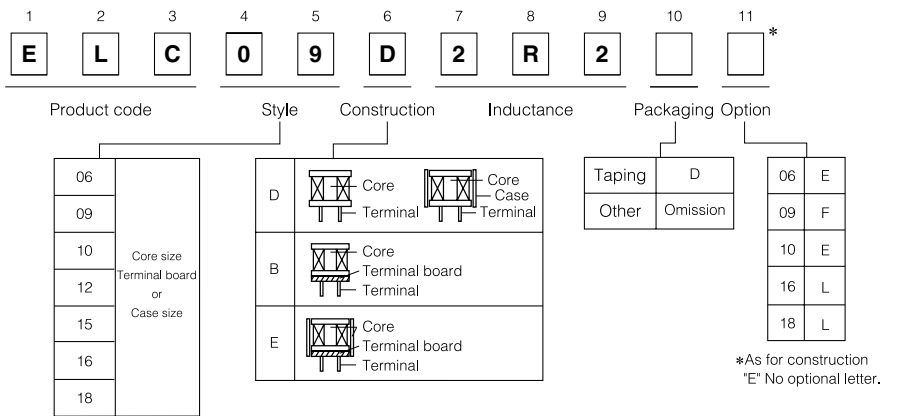 1 2 3 4 5 6 7 8 9 10 11
E L C 0 9 D 2 R 2 *
Product code Style Construction Inductance Packaging Option
06
09
10
12
15
16
18
Core size
Terminal board
or
Case size
D
Core
Terminal
Core
Case
Terminal
B
Core
Terminal board
Terminal
E
Core
Terminal board
Terminal
Taping D
Other Omission
06 E
09 F
10 E
16 L
18 L
*As for construction
"E" No optional letter.